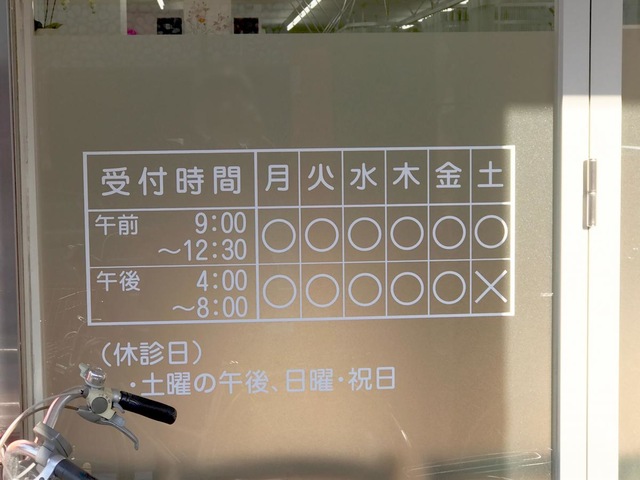 受付時間 月 火 水 木 金 土
午前 9:00 ○ ○ ○ ○ ○ ○
～12:30
午後 4:00 ○ ○ ○ ○ ○ ×
～8:00
(休診日)
・土曜の午後、日曜・祝日